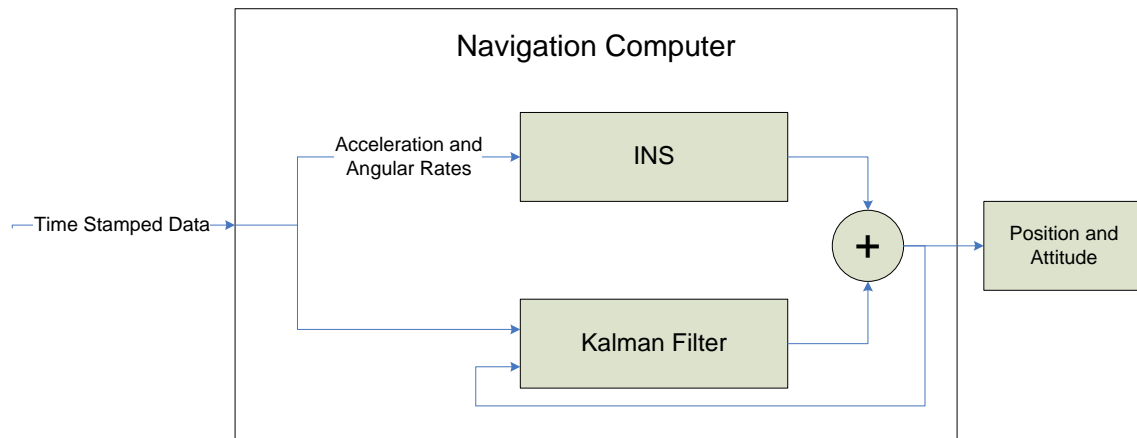 Navigation Computer
Acceleration and
Angular Rates
INS
Time Stamped Data
+
Position and
Attitude
Kalman Filter